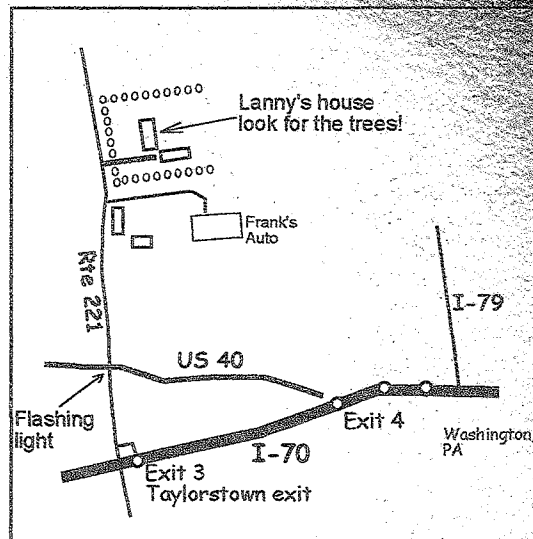 Lanny's house
look for the trees!
Frank's
Auto
Rte 221
I-79
US 40
Flashing
light
Exit 4
Washington,
PA
I-70
Exit 3
Taylorstown exit